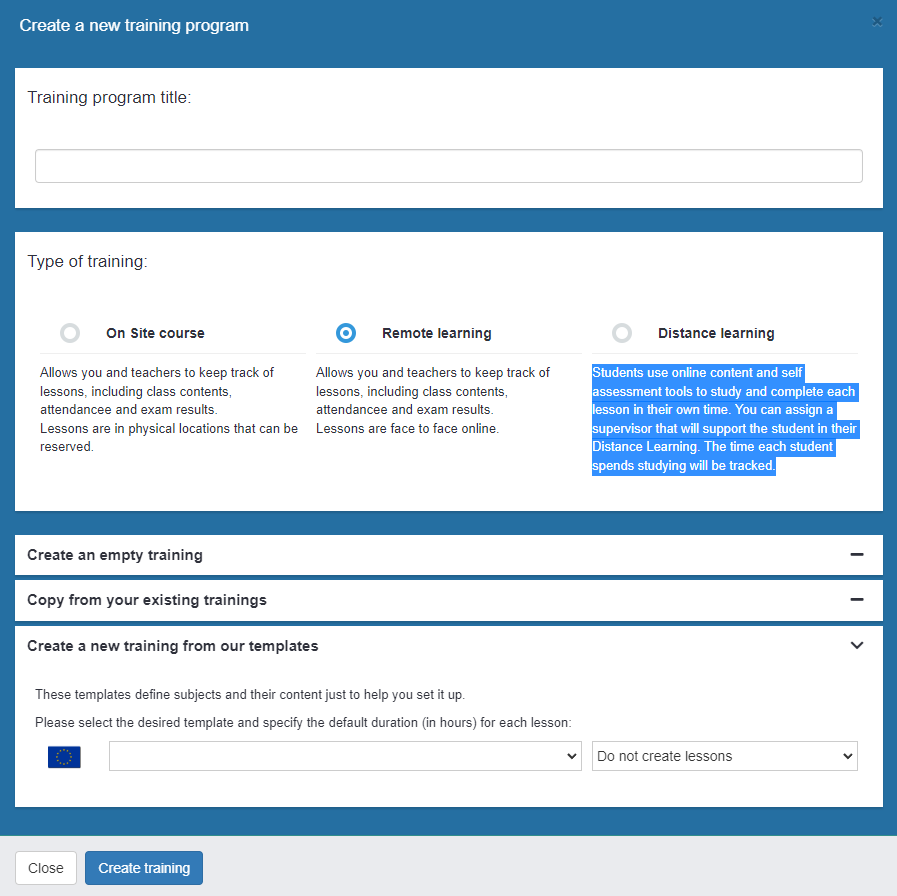 Create a new training program
×
Training program title:
Type of training:
On Site course
Allows you and teachers to keep track of
lessons, including class contents,
attendancee and exam results.
Lessons are in physical locations that can be
reserved.
Remote learning
Allows you and teachers to keep track of
lessons, including class contents,
attendancee and exam results.
Lessons are face to face online.
Distance learning
Students use online content and self
assessment tools to study and complete each
lesson in their own time. You can assign a
supervisor that will support the student in their
Distance Learning. The time each student
spends studying will be tracked.
Create an empty training
Copy from your existing trainings
Create a new training from our templates
These templates define subjects and their content just to help you set it up.
Please select the desired template and specify the default duration (in hours) for each lesson:
Do not create lessons
Close
Create training